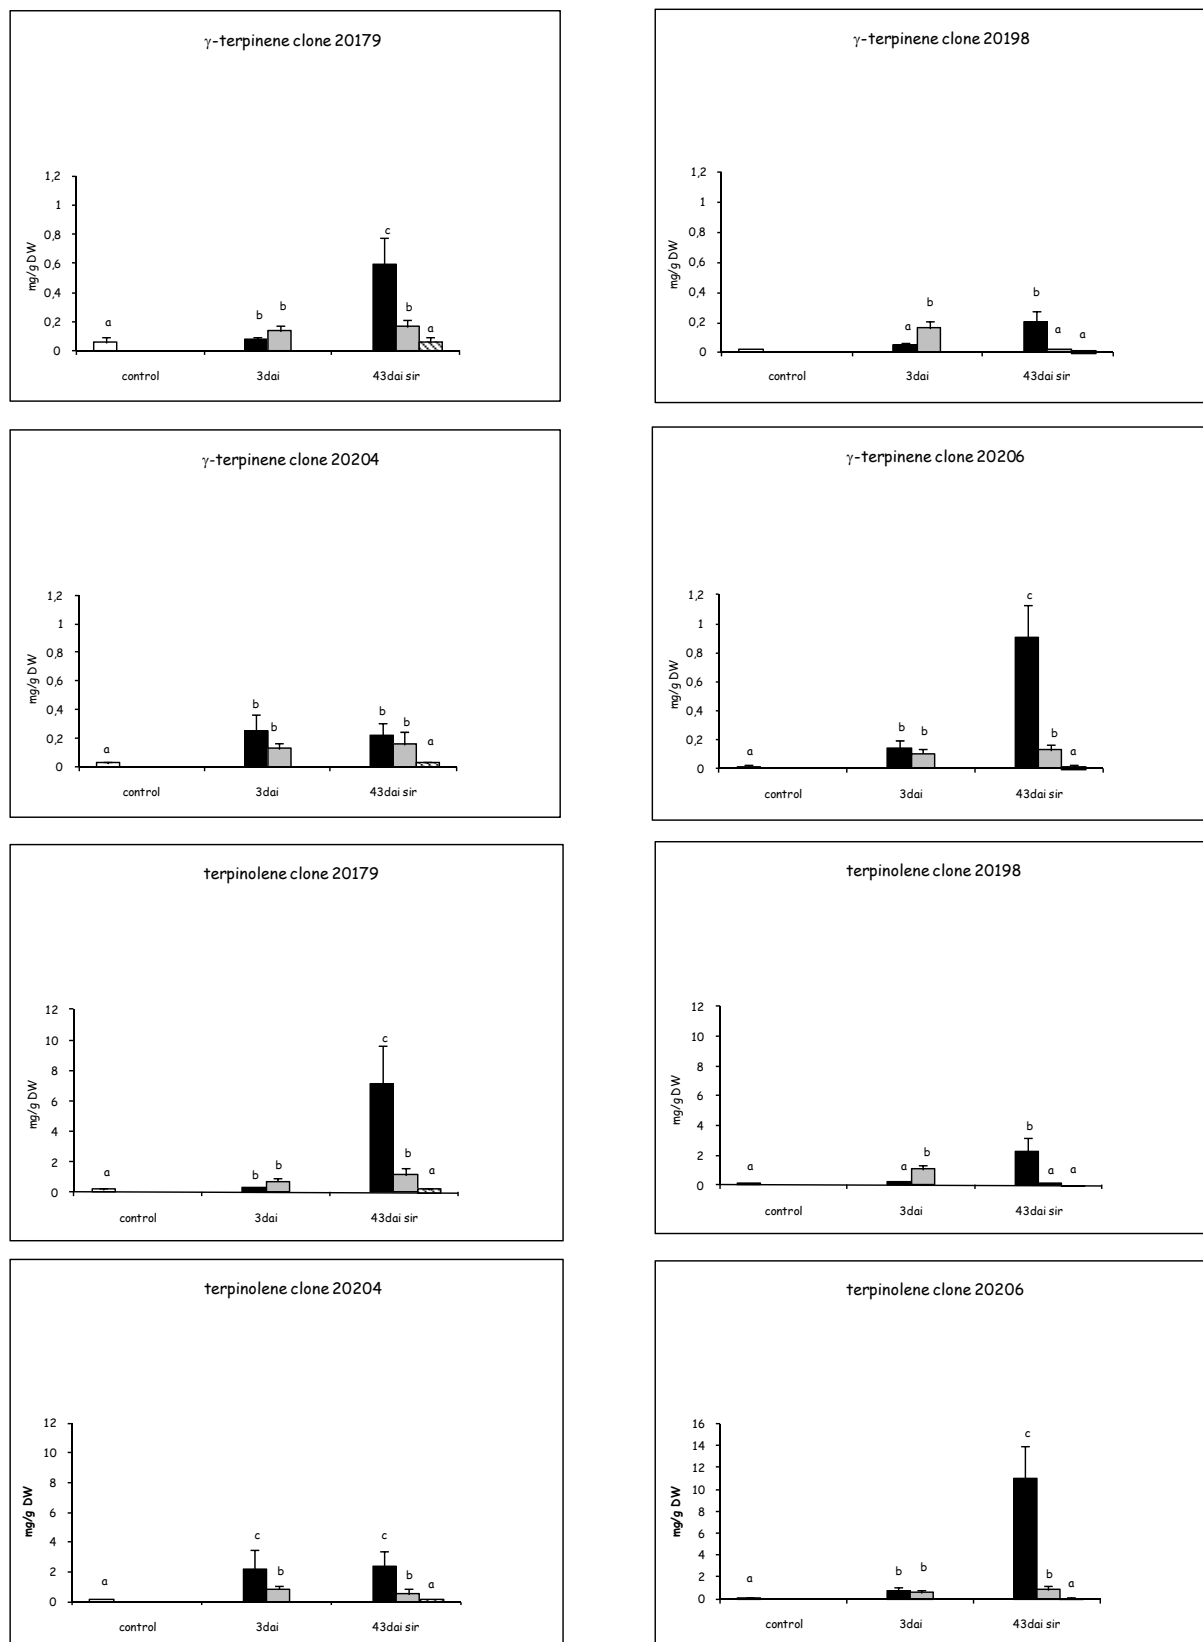 γ-terpinene clone 20179
c
a
b
b
b
a
1,2
1
0,8
0,6
0,4
0,2
0
mg/g DW
control
3dai
43dai sir
γ-terpinene clone 20198
a
b
b
a
a
1,2
1
0,8
0,6
0,4
0,2
0
mg/g DW
control
3dai
43dai sir
γ-terpinene clone 20204
a
b
b
b
b
a
1,2
1
0,8
0,6
0,4
0,2
0
mg/g DW
control
3dai
43dai sir
γ-terpinene clone 20206
a
b
b
c
b
a
1,2
1
0,8
0,6
0,4
0,2
0
mg/g DW
control
3dai
43dai sir
terpinolene clone 20179
a
b
b
c
b
a
12
10
8
6
4
2
0
mg/g DW
control
3dai
43dai sir
terpinolene clone 20198
a
a
b
b
a
a
12
10
8
6
4
2
0
mg/g DW
control
3dai
43dai sir
terpinolene clone 20204
a
c
b
c
b
a
12
10
8
6
4
2
0
mg/g DW
control
3dai
43dai sir
terpinolene clone 20206
a
b
b
c
b
a
16
14
12
10
8
6
4
2
0
mg/g DW
control
3dai
43dai sir